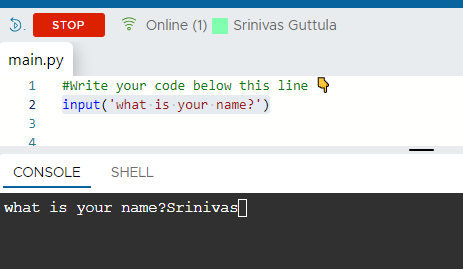 STOP Online (1) Srinivas Guttula
main.py
1 #Write your code below this line 👇
2 input('what is your name?')
3
4
CONSOLE SHELL
what is your name?Srinivas